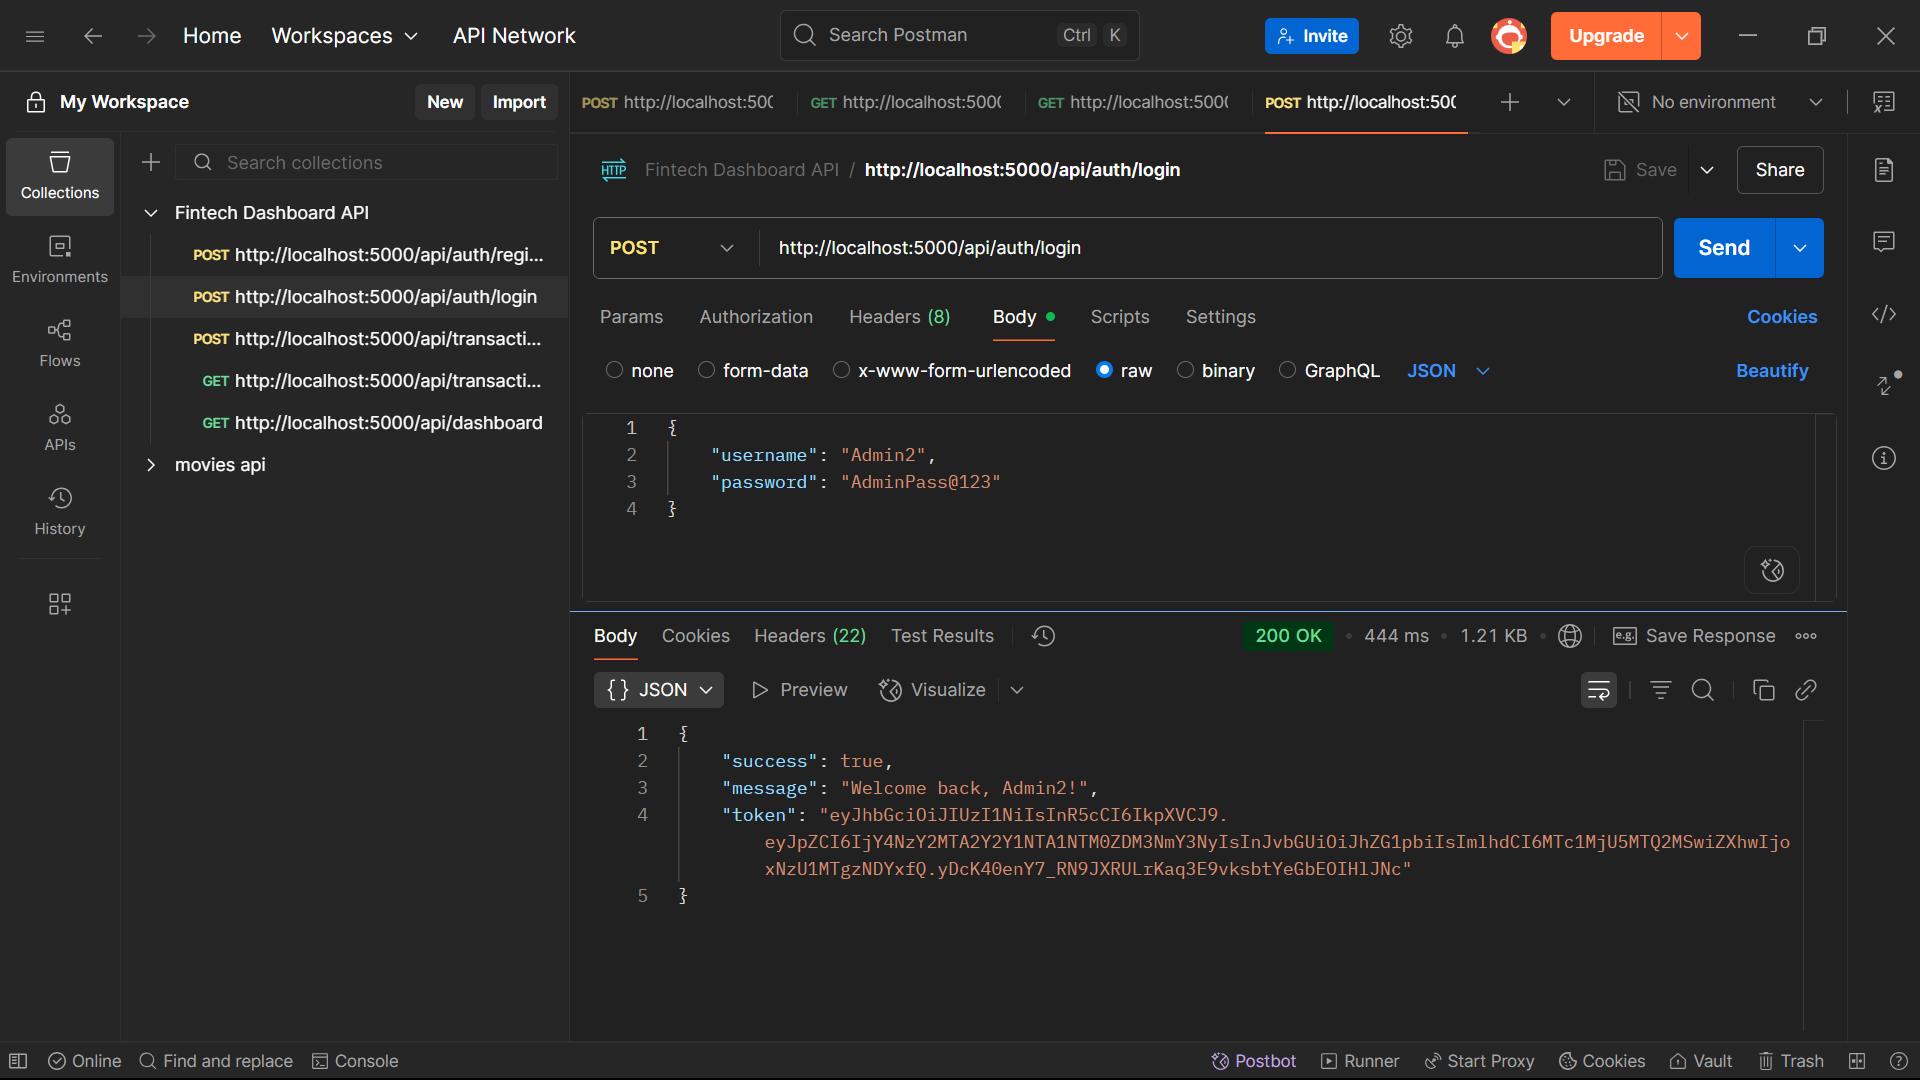 Home
Workspaces
API Network
Search Postman
Ctrl
K
Invite
Upgrade
My Workspace
New
Import
POST http://localhost:500
GET http://localhost:5000
GET http://localhost:5000
POST http://localhost:500
No environment
Collections
Environments
Flows
APIs
History
Search collections
Fintech Dashboard API
POST http://localhost:5000/api/auth/regi...
POST http://localhost:5000/api/auth/login
POST http://localhost:5000/api/transacti...
GET http://localhost:5000/api/transacti...
GET http://localhost:5000/api/dashboard
movies api
HTTP
Fintech Dashboard API / http://localhost:5000/api/auth/login
Save
Share
POST
http://localhost:5000/api/auth/login
Send
Params
Authorization
Headers (8)
Body
Scripts
Settings
Cookies
none
form-data
x-www-form-urlencoded
raw
binary
GraphQL
JSON
Beautify
1 {
2 "username": "Admin2",
3 "password": "AdminPass@123"
4 }
Body
Cookies
Headers (22)
Test Results
200 OK
444 ms
1.21 KB
e.g.
Save Response
{} JSON
Preview
Visualize
1 {
2 "success": true,
3 "message": "Welcome back, Admin2!",
4 "token": "eyJhbGciOiJIUzI1NiIsInR5cCI6IkpXVCJ9.
eyJpZCI6IjY4NzY2MTA2Y2Y1NTA1NTM0ZDM3NmY3NyIsInJvbGUiOiJhZG1pbiIsImlhdCI6MTc1MjU5MTQ2MSwiZXhwIjo
xNzU1MTgzNDYxfQ.yDcK40enY7_RN9JXRULrKaq3E9vksbtYeGbEOIHlJNc"
5 }
Online
Find and replace
Console
Postbot
Runner
Start Proxy
Cookies
Vault
Trash